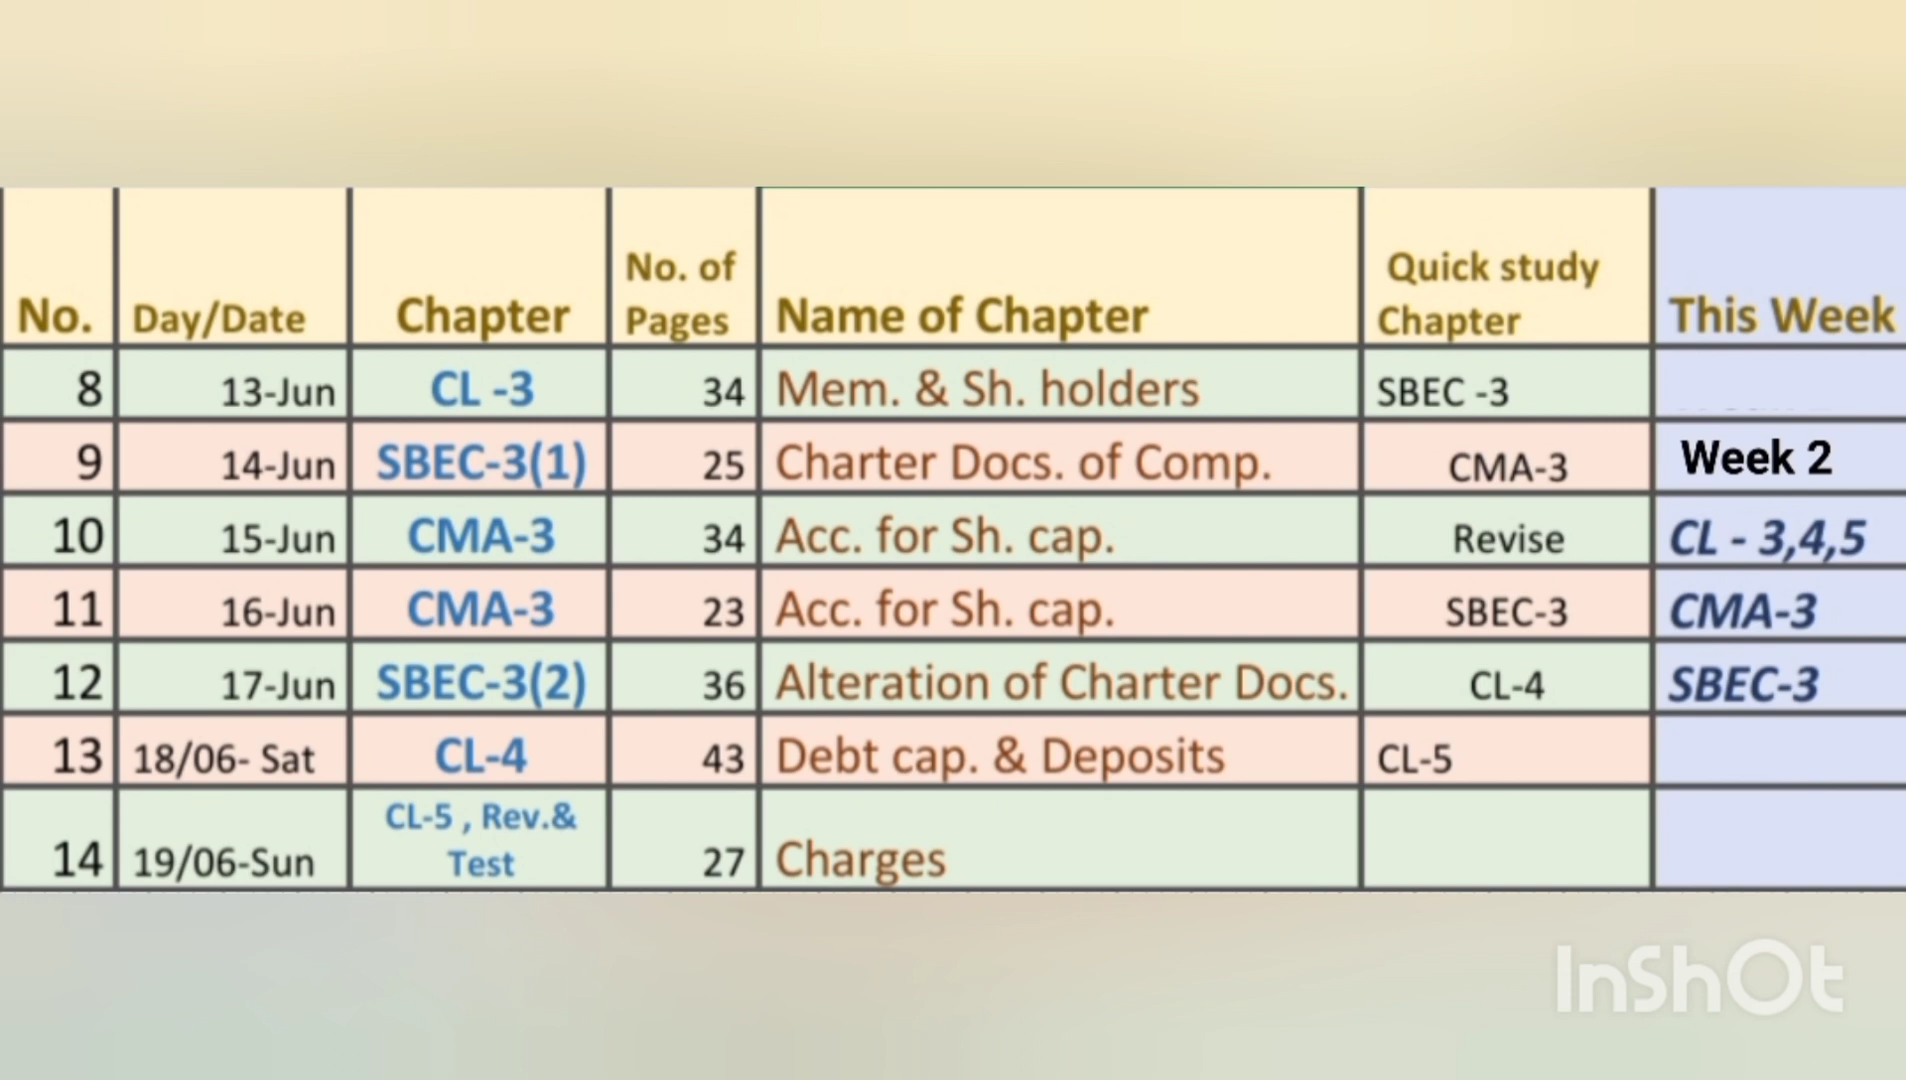 No. Day/Date Chapter No. of Pages Name of Chapter Quick study Chapter This Week
8 13-Jun CL -3 34 Mem. & Sh. holders SBEC -3
9 14-Jun SBEC-3(1) 25 Charter Docs. of Comp. CMA-3 Week 2
10 15-Jun CMA-3 34 Acc. for Sh. cap. Revise CL - 3,4,5
11 16-Jun CMA-3 23 Acc. for Sh. cap. SBEC-3 CMA-3
12 17-Jun SBEC-3(2) 36 Alteration of Charter Docs. CL-4 SBEC-3
13 18/06- Sat CL-4 43 Debt cap. & Deposits CL-5
14 19/06-Sun CL-5 , Rev.& Test 27 Charges
InShOt